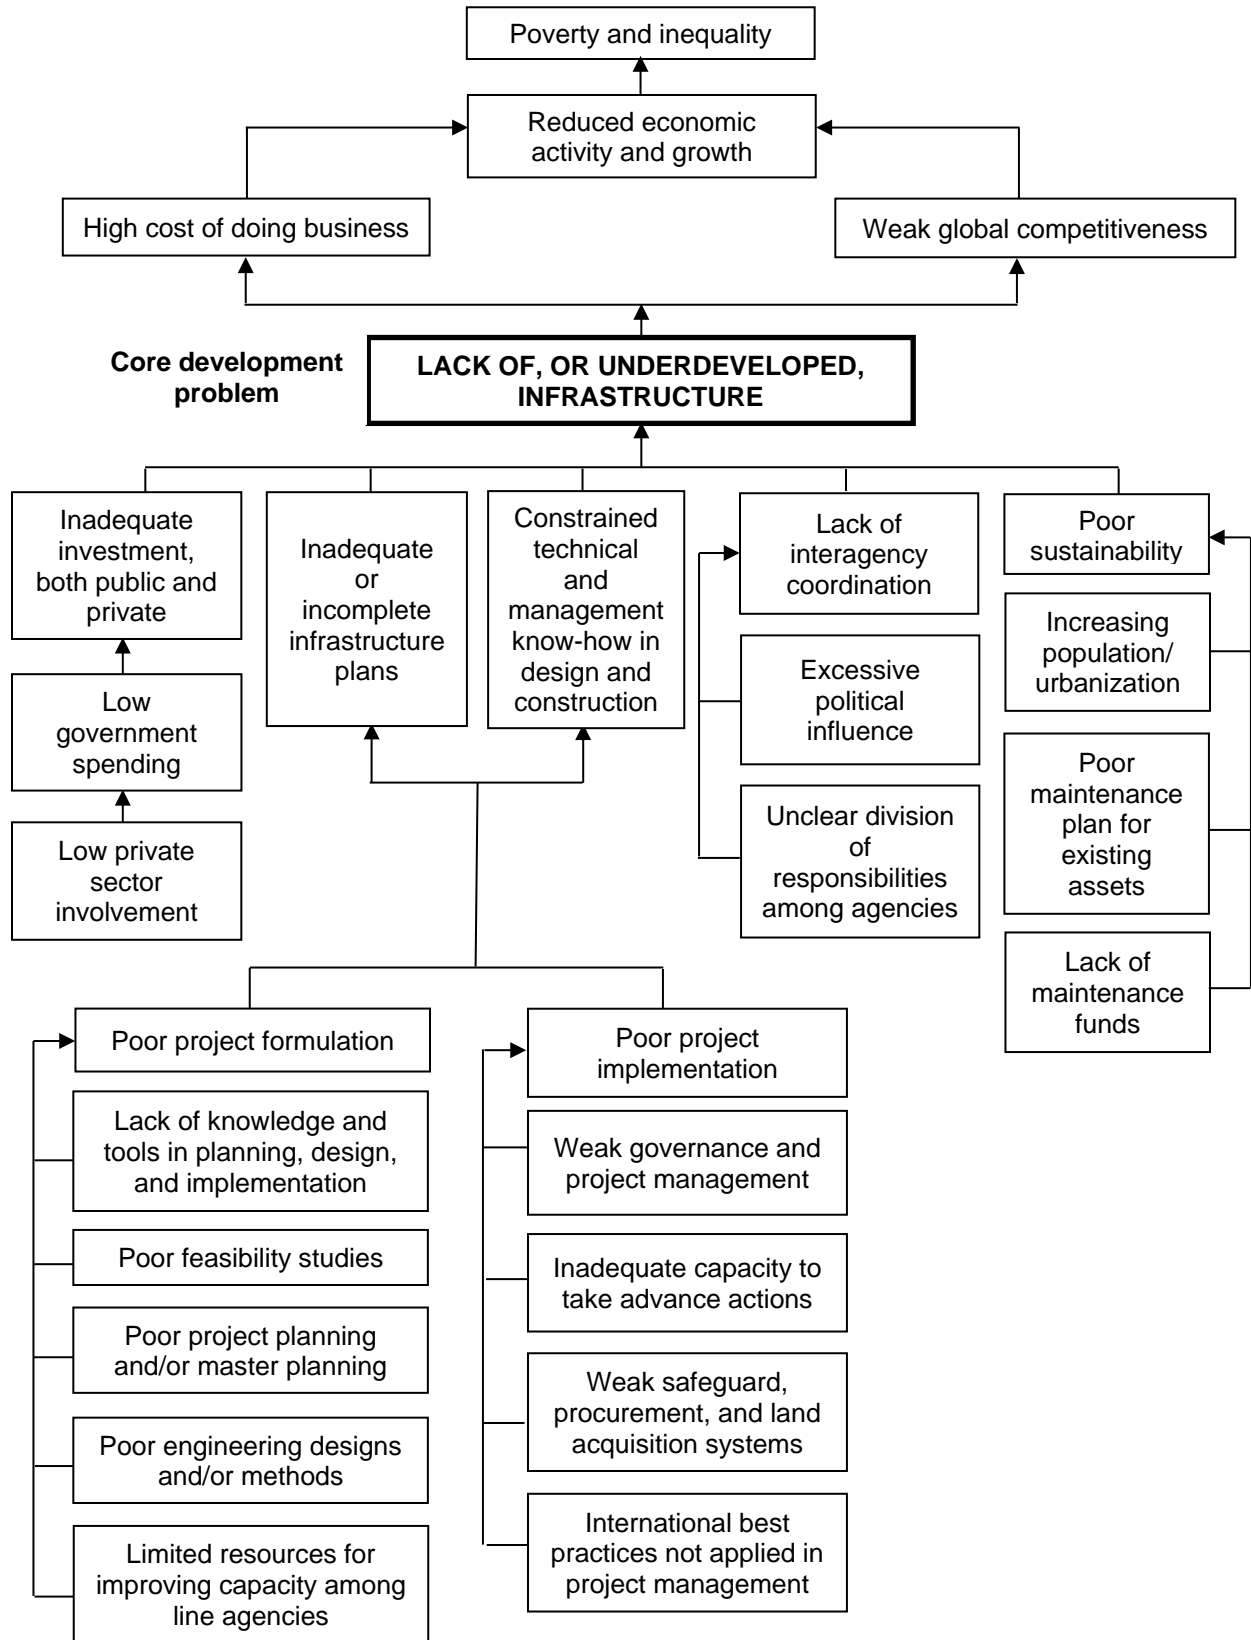 Poverty and inequality
Reduced economic
activity and growth
High cost of doing business
Weak global competitiveness
Core development
problem
LACK OF, OR UNDERDEVELOPED,
INFRASTRUCTURE
Inadequate
investment,
both public and
private
Low
government
spending
Low private
sector
involvement
Inadequate
or
incomplete
infrastructure
plans
Constrained
technical
and
management
know-how in
design and
construction
Lack of
interagency
coordination
Excessive
political
influence
Unclear division
of
responsibilities
among agencies
Poor
sustainability
Increasing
population/
urbanization
Poor
maintenance
plan for
existing
assets
Lack of
maintenance
funds
Poor project formulation
Lack of knowledge and
tools in planning, design,
and implementation
Poor feasibility studies
Poor project planning
and/or master planning
Poor engineering designs
and/or methods
Limited resources for
improving capacity among
line agencies
Poor project
implementation
Weak governance and
project management
Inadequate capacity to
take advance actions
Weak safeguard,
procurement, and land
acquisition systems
International best
practices not applied in
project management